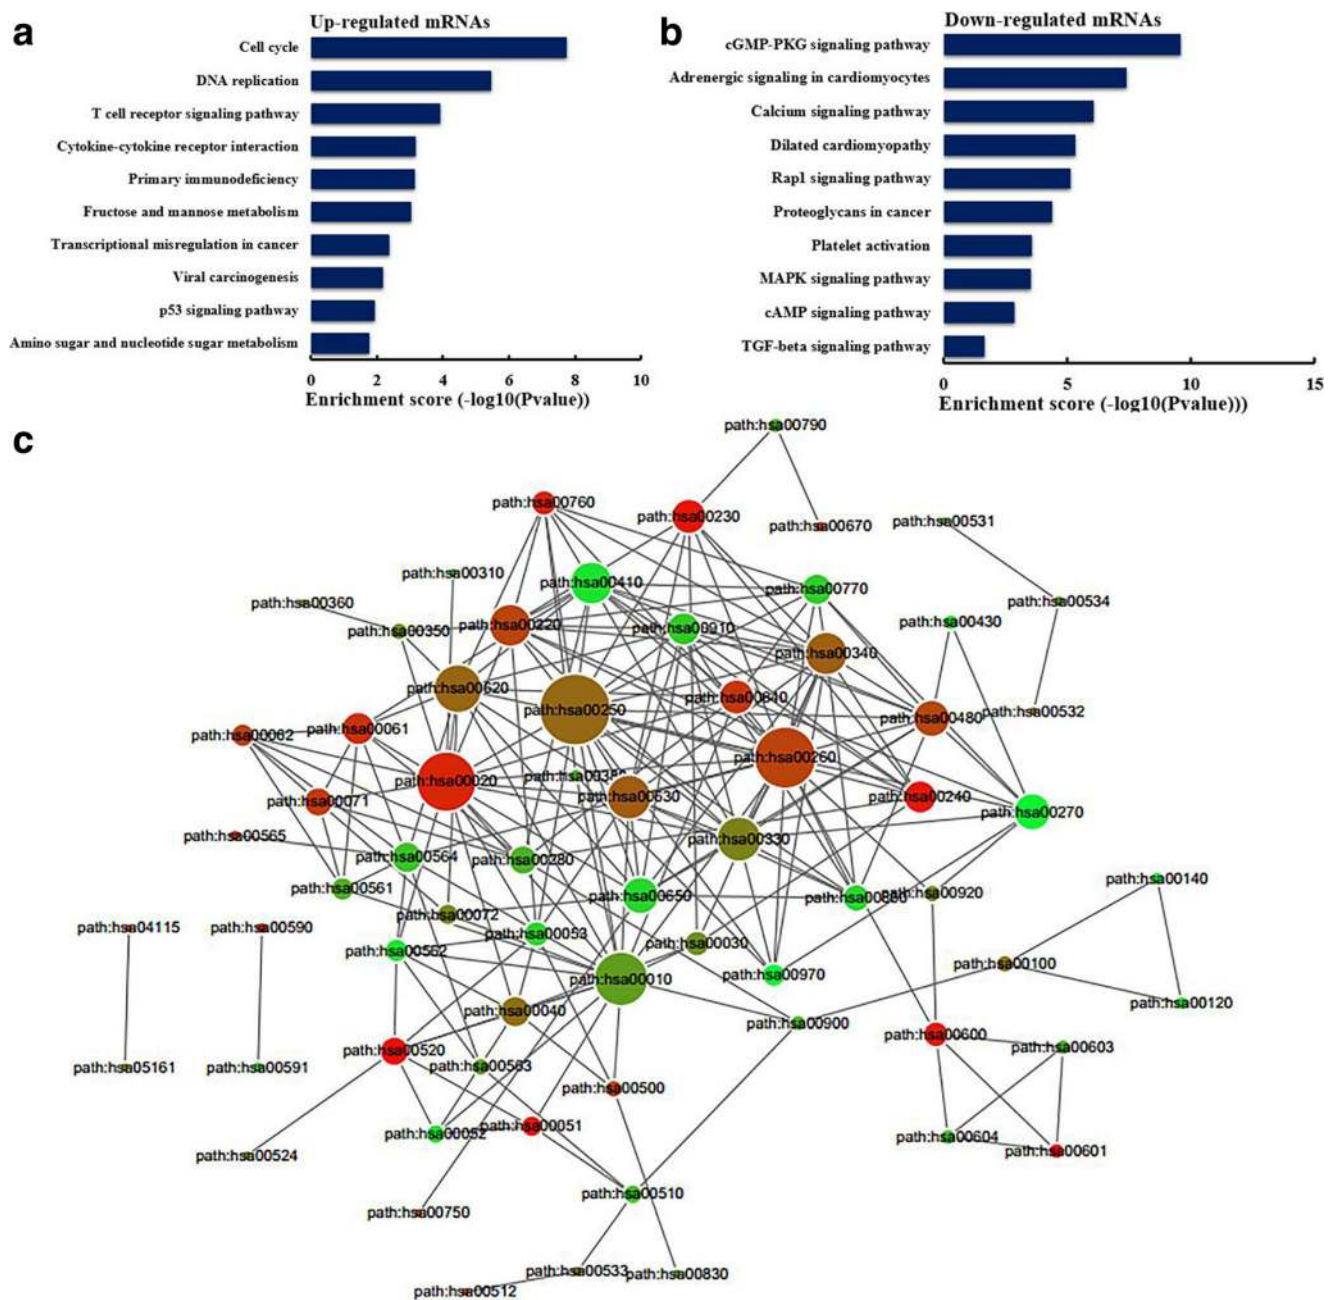 a
Up-regulated mRNAs
Cell cycle
DNA replication
T cell receptor signaling pathway
Cytokine-cytokine receptor interaction
Primary immunodeficiency
Fructose and mannose metabolism
Transcriptional misregulation in cancer
Viral carcinogenesis
p53 signaling pathway
Amino sugar and nucleotide sugar metabolism
0 2 4 6 8 10
Enrichment score (-log10(Pvalue))
b
Down-regulated mRNAs
cGMP-PKG signaling pathway
Adrenergic signaling in cardiomyocytes
Calcium signaling pathway
Dilated cardiomyopathy
Rap1 signaling pathway
Proteoglycans in cancer
Platelet activation
MAPK signaling pathway
cAMP signaling pathway
TGF-beta signaling pathway
0 5 10 15
Enrichment score (-log10(Pvalue)))
c
path:hsa00790
path:hsa00760
path:hsa00230
path:hsa00670
path:hsa00531
path:hsa00310
path:hsa00410
path:hsa00770
path:hsa00360
path:hsa00534
path:hsa00350
path:hsa00220
path:hsa00910
path:hsa00430
path:hsa00340
path:hsa00620
path:hsa00250
path:hsa00480
path:hsa00532
path:hsa00062
path:hsa00061
path:hsa00260
path:hsa00020
path:hsa00630
path:hsa00240
path:hsa00071
path:hsa00270
path:hsa00565
path:hsa00330
path:hsa00564
path:hsa00280
path:hsa00561
path:hsa00650
path:hsa00920
path:hsa00140
path:hsa00072
path:hsa04115
path:hsa00590
path:hsa00053
path:hsa00030
path:hsa00562
path:hsa00100
path:hsa00010
path:hsa00970
path:hsa00120
path:hsa00040
path:hsa00900
path:hsa00600
path:hsa00603
path:hsa00520
path:hsa05161
path:hsa00591
path:hsa00563
path:hsa00500
path:hsa00052
path:hsa00051
path:hsa00604
path:hsa00601
path:hsa00524
path:hsa00510
path:hsa00750
path:hsa00533
path:hsa00830
path:hsa00512